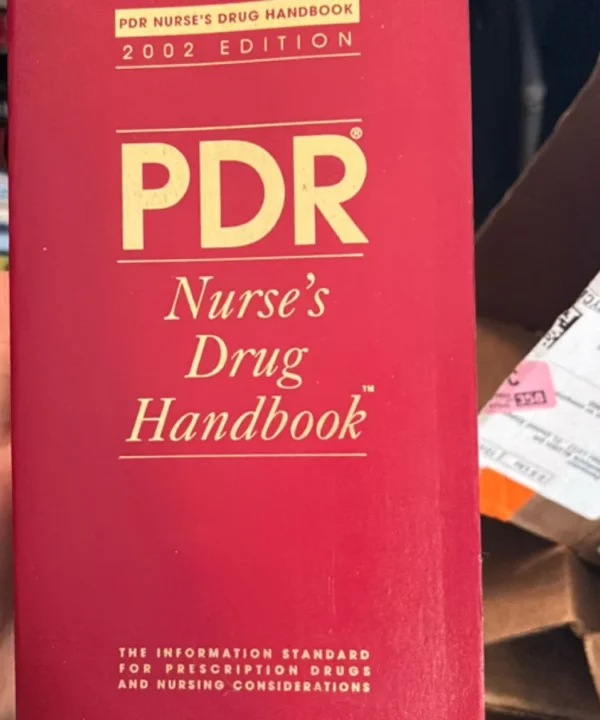 PDR NURSE'S DRUG HANDBOOK
2002 EDITION
PDR®
Nurse's
Drug
Handbook™
THE INFORMATION STANDARD
FOR PRESCRIPTION DRUGS
AND NURSING CONSIDERATIONS
350